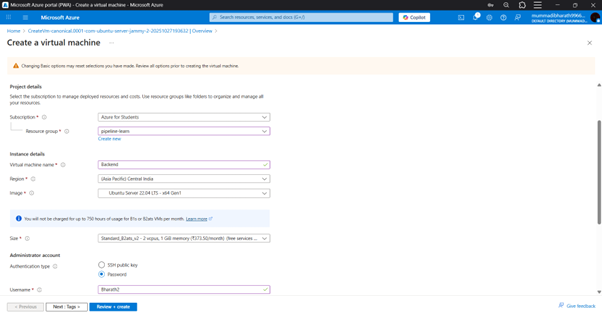 Azure portal (PWA) - Create a virtual machine - Microsoft Azure
Microsoft Azure
Search resources, services, and docs (G+/)
Copilot
DEFAULT DIRECTORY
Home > CreateVm-canonical.0001-com-ubuntu-server-jammy-2-20251027193632 | Overview >
Create a virtual machine ...
Changing Basic options may reset selections you have made. Review all options prior to creating the virtual machine.
Project details
Select the subscription to manage deployed resources and costs. Use resource groups like folders to organize and manage all
your resources.
Subscription * Azure for Students
Resource group * pipeline-learn
Create new
Instance details
Virtual machine name * Backend
Region * (Asia Pacific) Central India
Image * Ubuntu Server 22.04 LTS - x64 Gen1
You will not be charged for up to 750 hours of usage for B1s or B2ats VMs per month. Learn more
Size * Standard_B2ats_v2 - 2 vcpus, 1 GiB memory (₹373.50/month) (free services ...
Administrator account
Authentication type SSH public key
Password
Username * Bharath2
< Previous Next : Tags > Review + create Give feedback